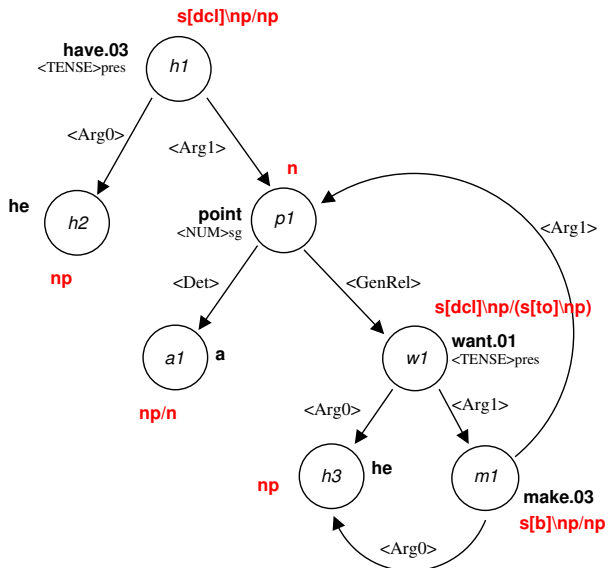 s[dcl]\np/np
have.03
<TENSE>pres
h1
<Arg0>
<Arg1>
n
he
h2
point
<NUM>sg
p1
<Arg1>
np
<Det>
<GenRel>
s[dcl]\np/(s[to]\np)
a1
a
w1
want.01
<TENSE>pres
np/n
<Arg0>
<Arg1>
np
h3
he
m1
make.03
s[b]\np/np
<Arg0>